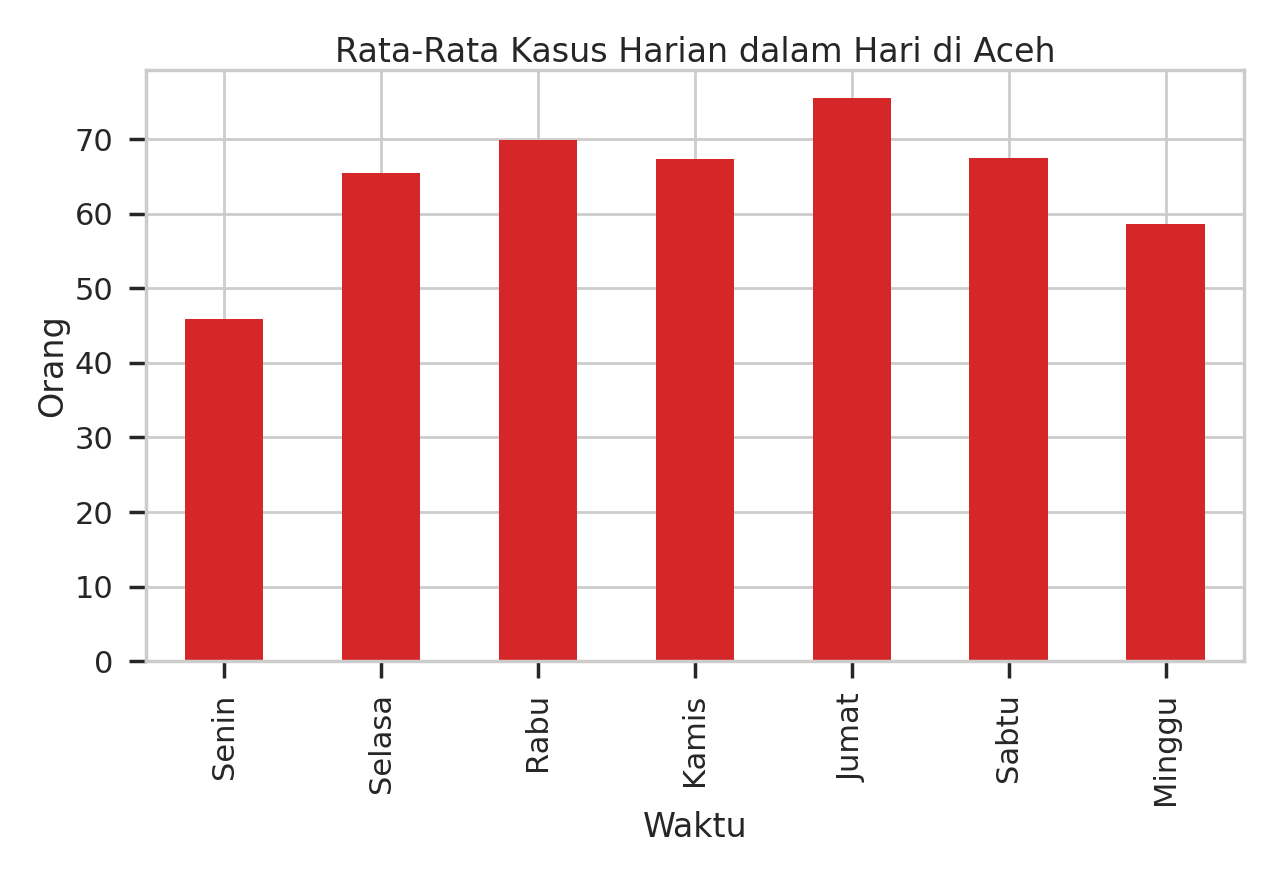 Rata-Rata Kasus Harian dalam Hari di Aceh
Orang
70
60
50
40
30
20
10
0
Senin
Selasa
Rabu
Kamis
Jumat
Sabtu
Minggu
Waktu